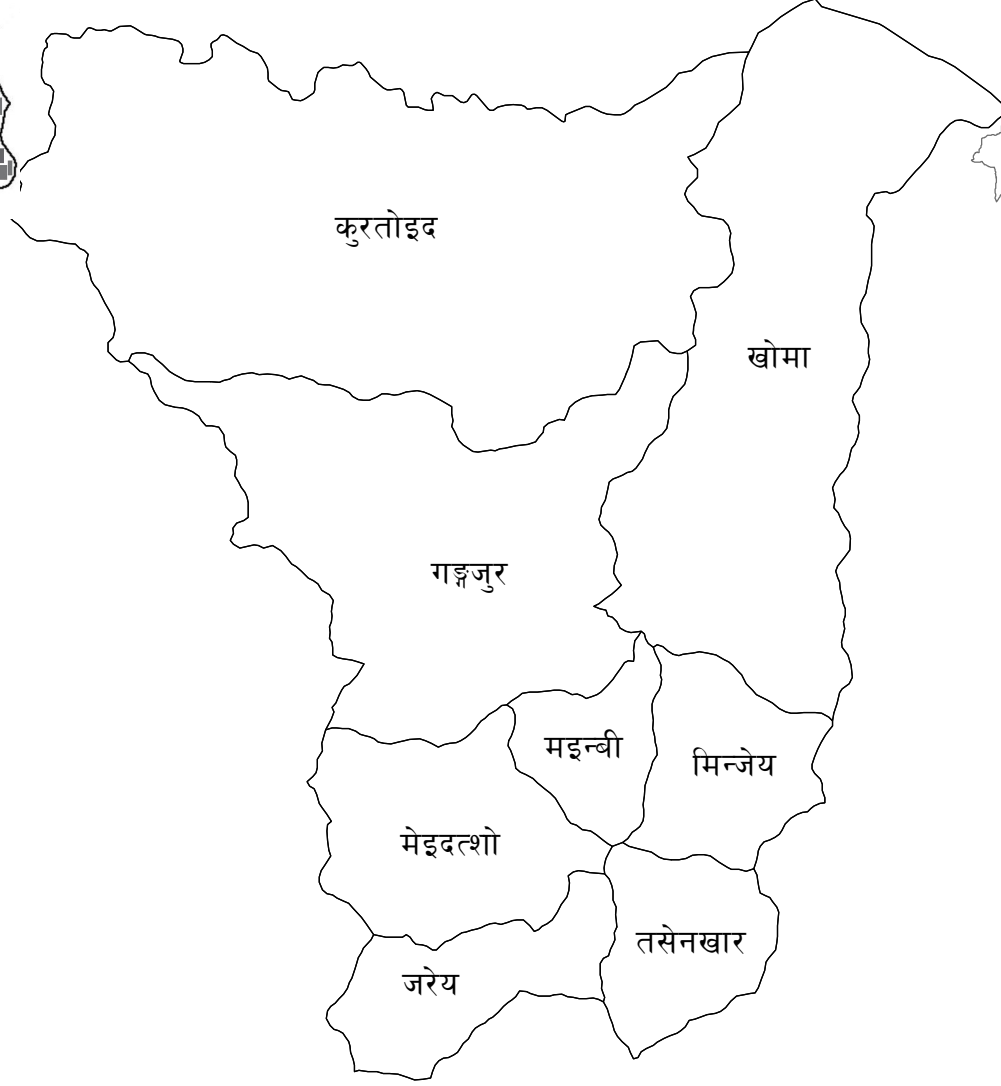 कुरतोइद
खोमा
गङ्गजुर
मइन्बी
मिन्जेय
मेइदत्शो
तसेनखार
जरेय